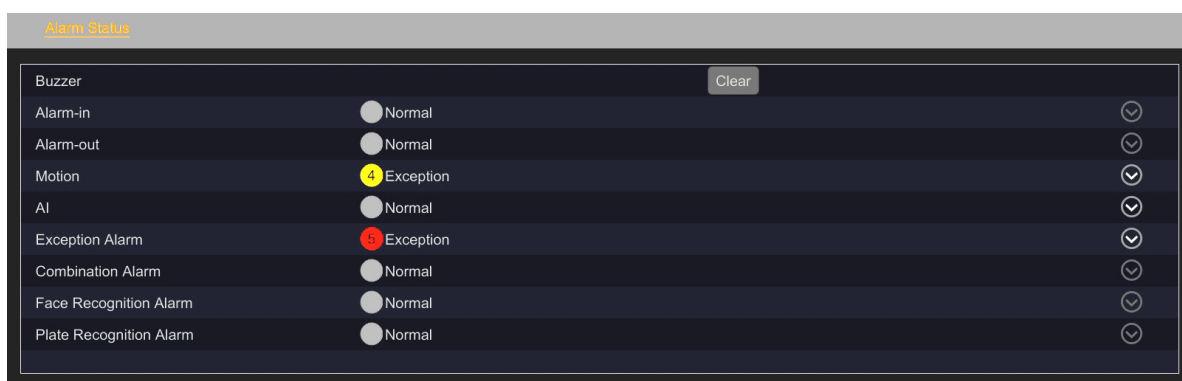 Alarm Status
Buzzer Clear
Alarm-in Normal
Alarm-out Normal
Motion 4 Exception
AI Normal
Exception Alarm 5 Exception
Combination Alarm Normal
Face Recognition Alarm Normal
Plate Recognition Alarm Normal